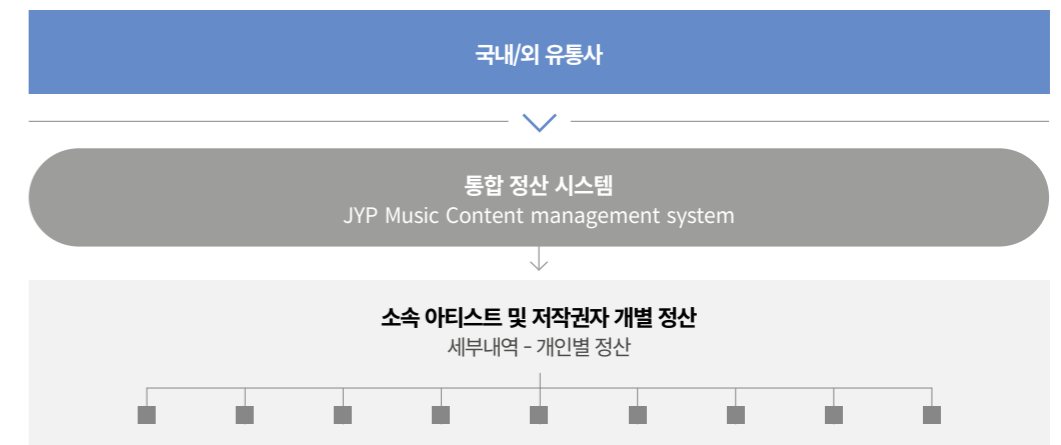 국내/외 유통사
통합 정산 시스템
JYP Music Content management system
소속 아티스트 및 저작권자 개별 정산
세부내역 - 개인별 정산